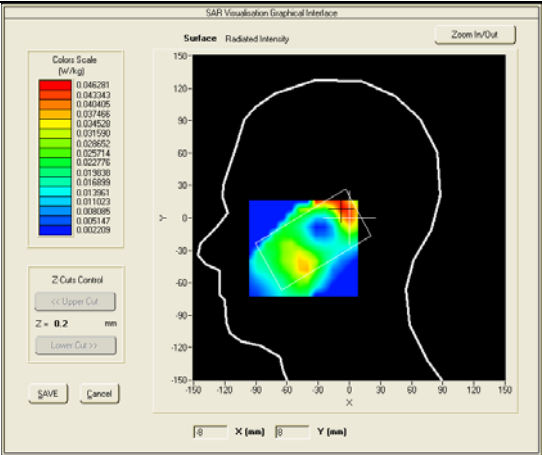 SAR Visualisation Graphical Interface
Surface Radiated Intensity
Zoom In/Out
Colors Scale
(W/kg)
0.046281
0.043343
0.040405
0.037466
0.034528
0.031590
0.028652
0.025714
0.022776
0.019838
0.016899
0.013961
0.011023
0.008085
0.005147
0.002209
Z-Cuts Control
<< Upper Cut
Z = 0.2 mm
Lower Cut >>
SAVE
Cancel
150
120
90
60
30
0
-30
-60
-90
-120
-150
Y
-150 -120 -90 -60 -30 0 30 60 90 120 150
X
-8 X (mm) 8 Y (mm)